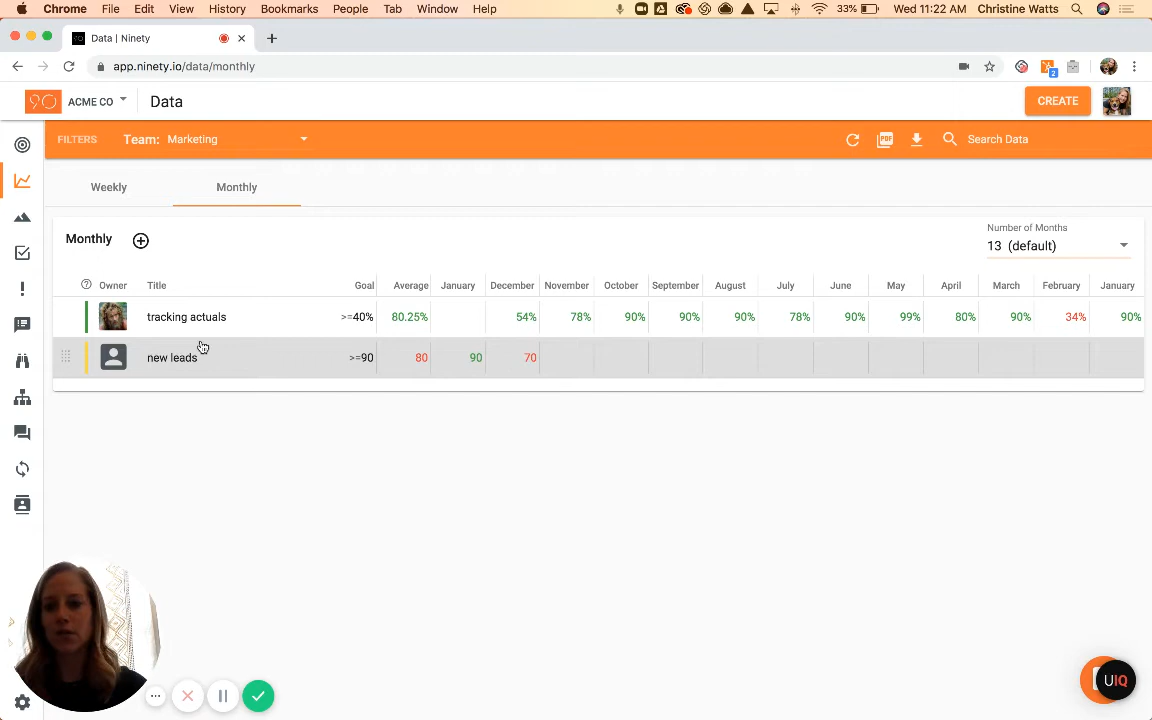 Chrome File Edit View History Bookmarks People Tab Window Help 33% Wed 11:22 AM Christine Watts
Data | Ninety
app.ninety.io/data/monthly
2
90 ACME CO Data CREATE
FILTERS Team: Marketing PDF Search Data
Weekly Monthly
Monthly
Number of Months
13 (default)
? Owner Title Goal Average January December November October September August July June May April March February January
tracking actuals >=40% 80.25% 54% 78% 90% 90% 90% 78% 90% 99% 80% 90% 34% 90%
new leads >=90 80 90 70
UIQ